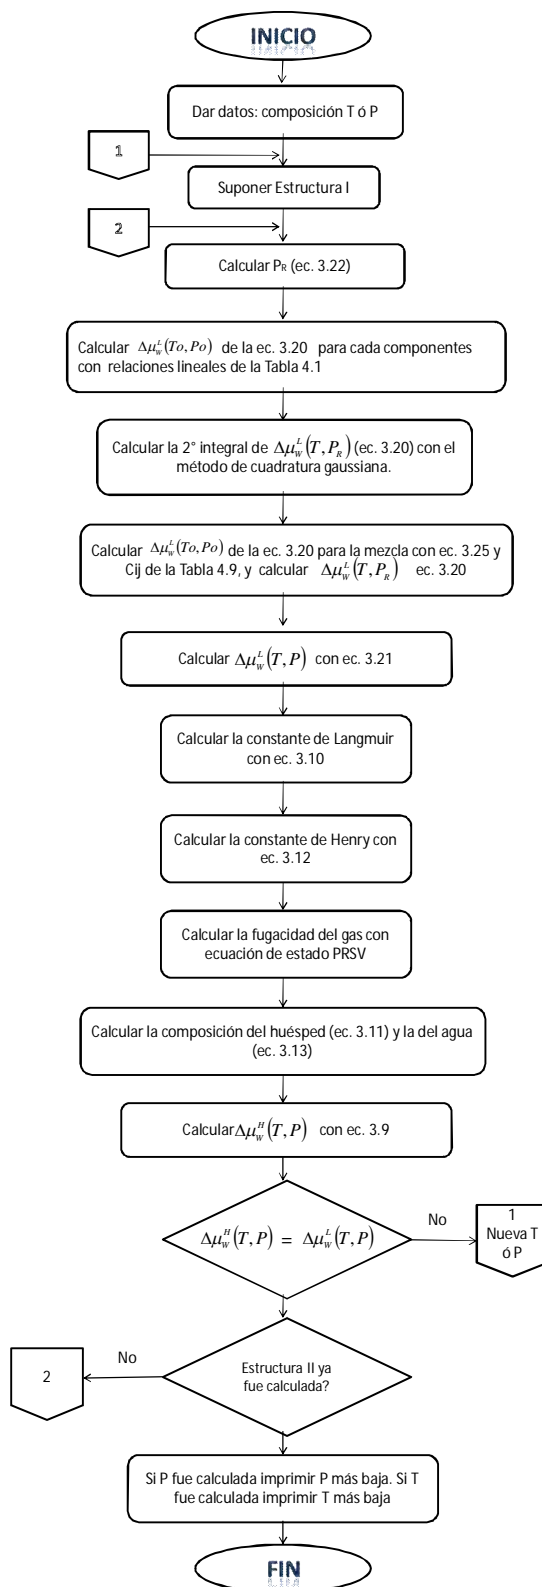 INICIO
Dar datos: composición T ó P
1
Suponer Estructura I
2
Calcular PR (ec. 3.22)
Calcular Δμ_W^L(To, Po) de la ec. 3.20 para cada componentes
con relaciones lineales de la Tabla 4.1
Calcular la 2° integral de Δμ_W^L(T, P_R) (ec. 3.20) con el
método de cuadratura gaussiana.
Calcular Δμ_W^L(To, Po) de la ec. 3.20 para la mezcla con ec. 3.25 y
Cij de la Tabla 4.9, y calcular Δμ_W^L(T, P_R) ec. 3.20
Calcular Δμ_W^L(T, P) con ec. 3.21
Calcular la constante de Langmuir
con ec. 3.10
Calcular la constante de Henry con
ec. 3.12
Calcular la fugacidad del gas con
ecuación de estado PRSV
Calcular la composición del huésped (ec. 3.11) y la del agua
(ec. 3.13)
Calcular Δμ_W^H(T, P) con ec. 3.9
Δμ_W^H(T, P) = Δμ_W^L(T, P)
No
1
Nueva T
ó P
Estructura II ya
fue calculada?
No
2
Si P fue calculada imprimir P más baja. Si T
fue calculada imprimir T más baja
FIN